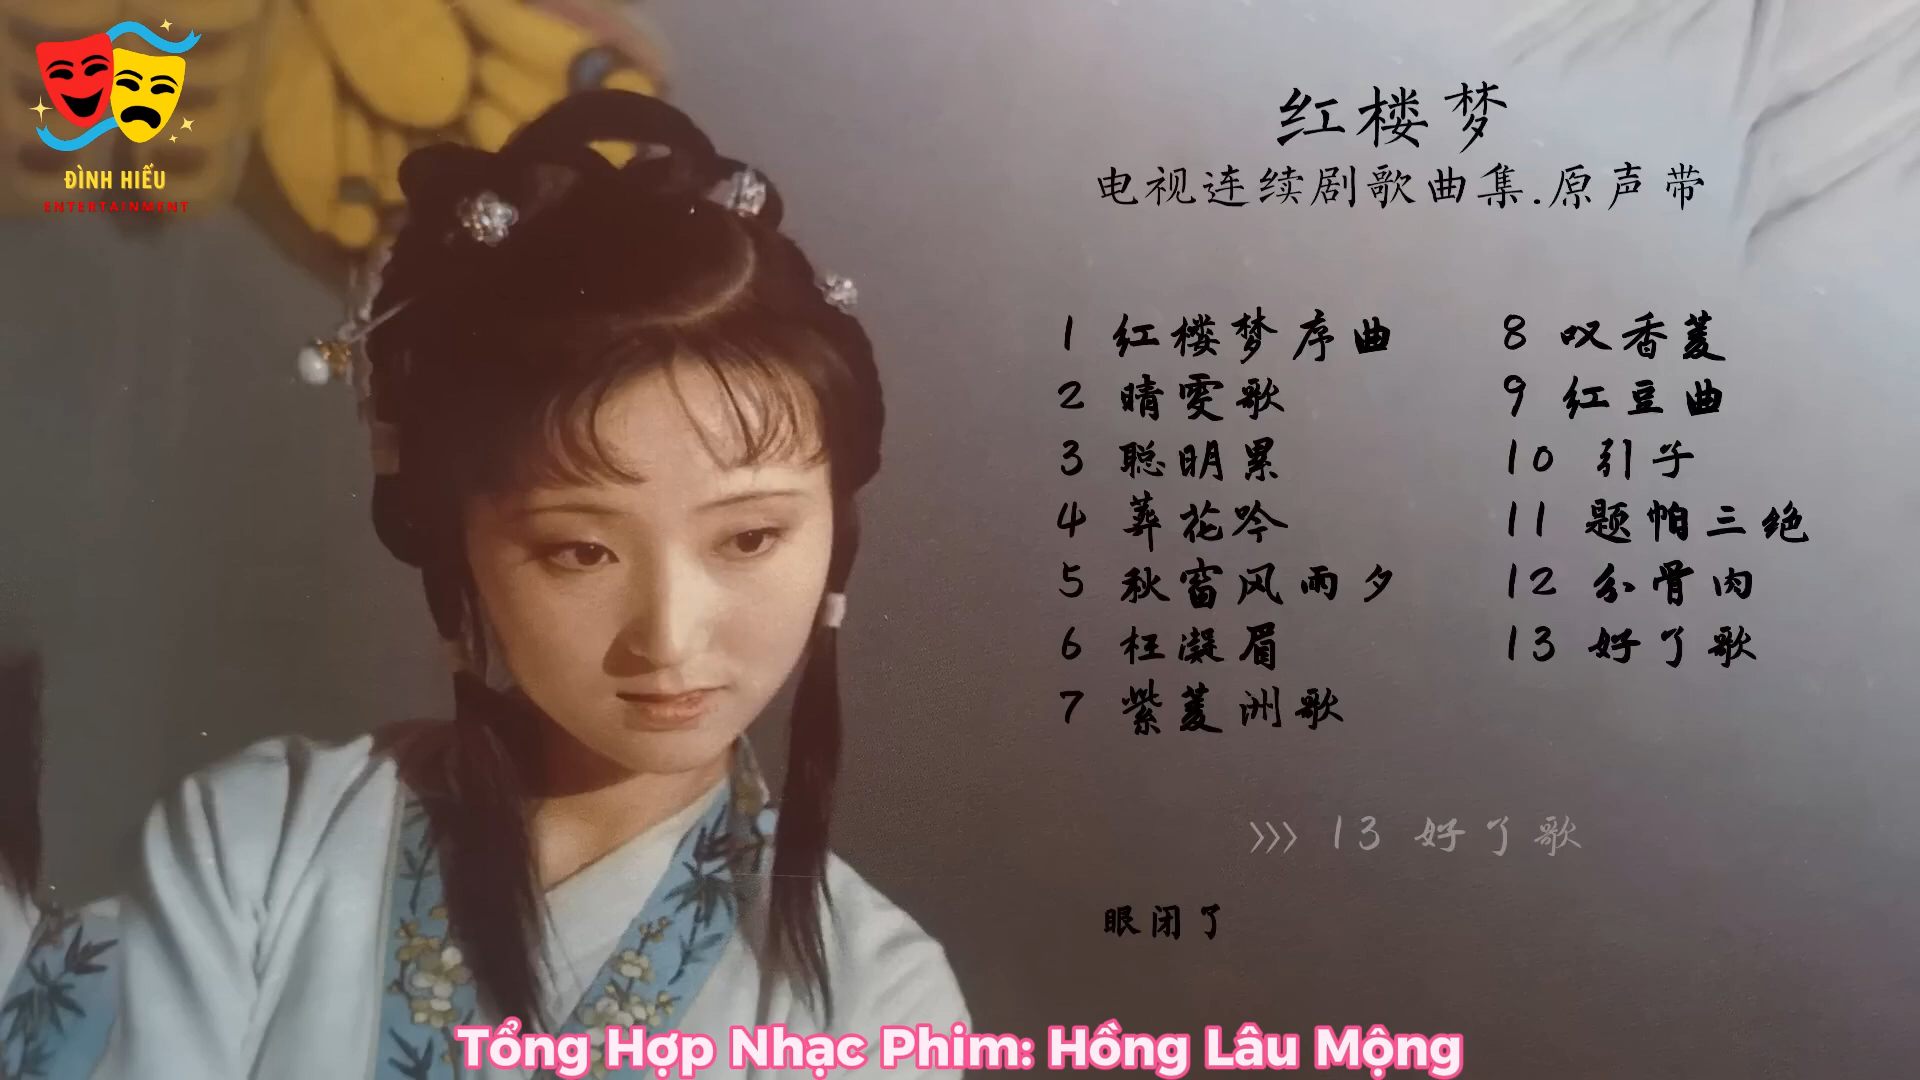 ĐÌNH HIẾU
ENTERTAINMENT
红楼梦
电视连续剧歌曲集.原声带
1 红楼梦序曲
2 晴雯歌
3 聪明累
4 葬花吟
5 秋窗风雨夕
6 枉凝眉
7 紫菱洲歌
8 叹香菱
9 红豆曲
10 引子
11 题帕三绝
12 分骨肉
13 好了歌
>>> 13 好了歌
眼闭了
Tổng Hợp Nhạc Phim: Hồng Lâu Mộng